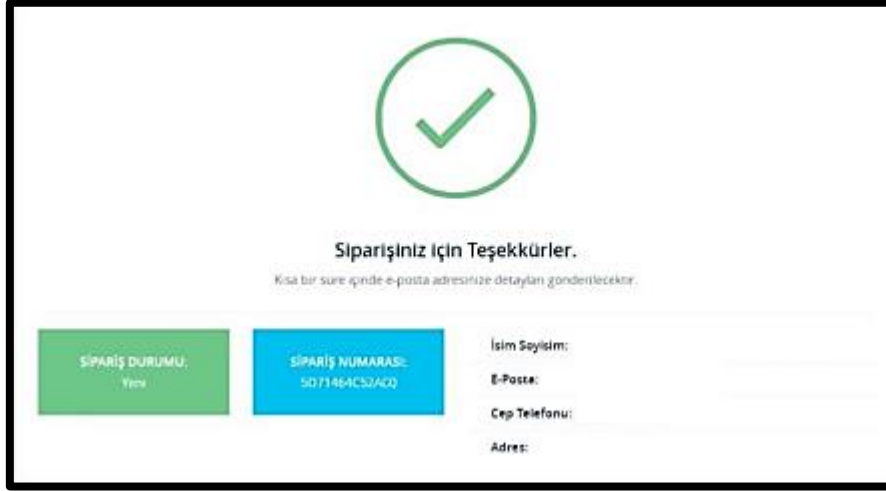 Siparişiniz için Teşekkürler.
Kısa bir süre içinde e-posta adresinize detayları gönderilecektir.
SİPARİŞ DURUMU:
Yeni
SİPARİŞ NUMARASI:
5D71464C52AC0
İsim Soyisim:
E-Posta:
Cep Telefonu:
Adres: